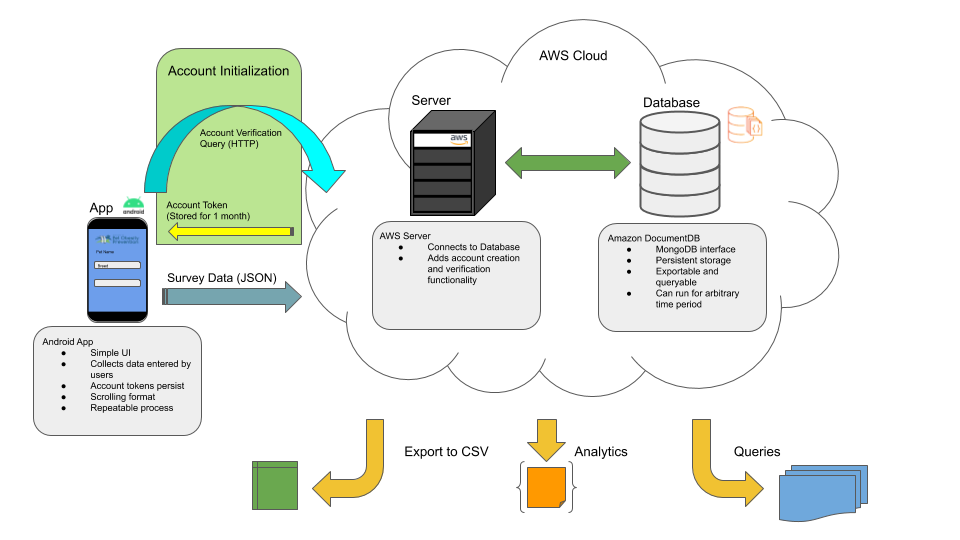 AWS Cloud
Account Initialization
Server
Database
aws
Account Verification
Query (HTTP)
Account Token
(Stored for 1 month)
App
android
Pet Name
Breed
Survey Data (JSON)
AWS Server
● Connects to Database
● Adds account creation
and verification
functionality
Amazon DocumentDB
● MongoDB interface
● Persistent storage
● Exportable and
queryable
● Can run for arbitrary
time period
Android App
● Simple UI
● Collects data entered by
users
● Account tokens persist
● Scrolling format
● Repeatable process
Export to CSV
Analytics
Queries